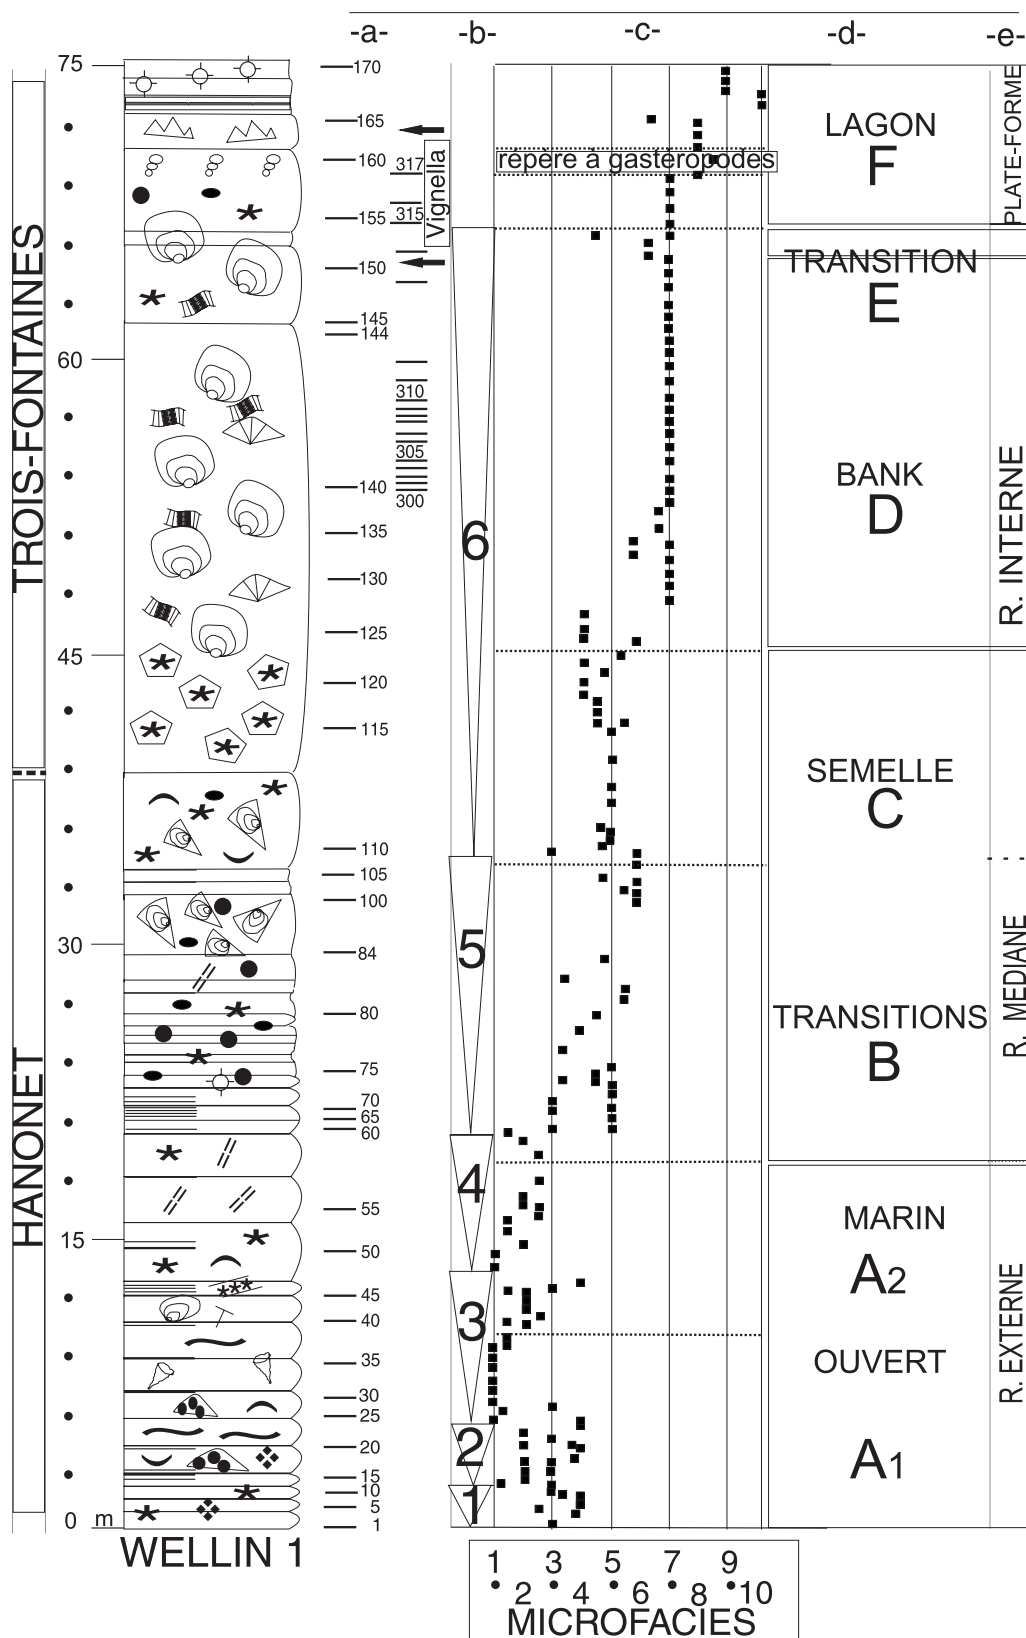 -a-
-b-
-c-
-d-
-e-
75
60
45
30
15
0 m
TROIS-FONTAINES
HANONET
WELLIN 1
170
165
160
155
150
145
144
140
135
130
125
120
115
110
105
100
84
80
75
70
65
60
55
50
45
40
35
30
25
20
15
10
5
1
317
315
310
305
300
Vignella
6
5
4
3
2
1
répère à gastéropodes
LAGON
F
TRANSITION
E
BANK
D
SEMELLE
C
TRANSITIONS
B
MARIN
A2
OUVERT
A1
PLATE-FORME
R. INTERNE
R. MEDIANE
R. EXTERNE
1 3 5 7 9
2 4 6 8 10
MICROFACIES